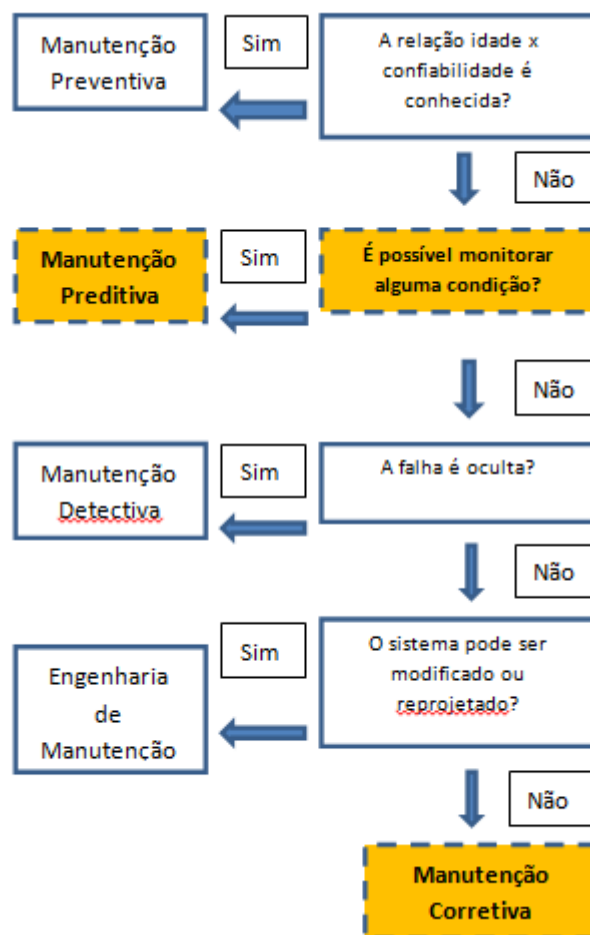 Manutenção
Preventiva
Sim
A relação idade x
confiabilidade é
conhecida?
Não
Manutenção
Preditiva
Sim
É possível monitorar
alguma condição?
Não
Manutenção
Detectiva
Sim
A falha é oculta?
Não
Engenharia
de
Manutenção
Sim
O sistema pode ser
modificado ou
reprojetado?
Não
Manutenção
Corretiva